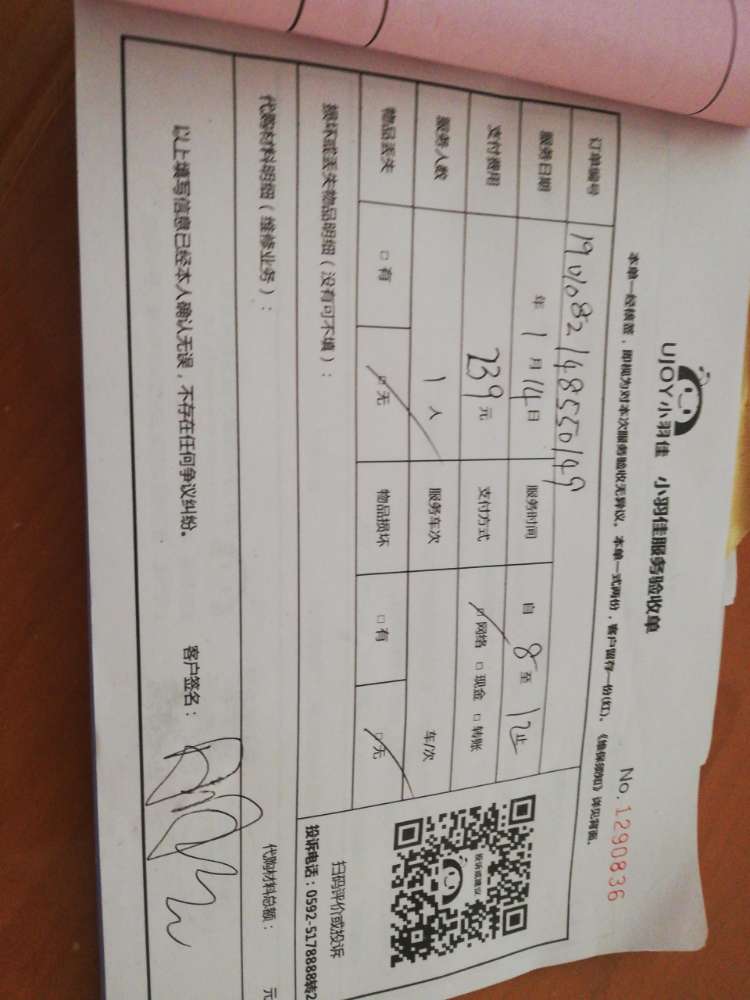 UJOY小羽佳 小羽佳服务验收单
No.1290836
本单一经核签，即视为对本次服务验收无异议。本单一式两份，客户留存一份(红)、《维保须知》详见背面。
订单编号 1901082148550149
服务日期 年 1 月 14 日 服务时间 自 8 至 12 止
支付费用 239 元 支付方式 □网络 □现金 □转账
服务人数 1 人 服务车次 车/次
物品丢失 □有 □无 物品损坏 □有 □无
投诉或建议
扫码评价或投诉
投诉电话：0592-5178888转2
损坏或丢失物品明细（没有可不填）：
代购材料明细（维修业务）： 代购材料总额： 元
以上填写信息已经本人确认无误，不存在任何争议纠纷。 客户签名：